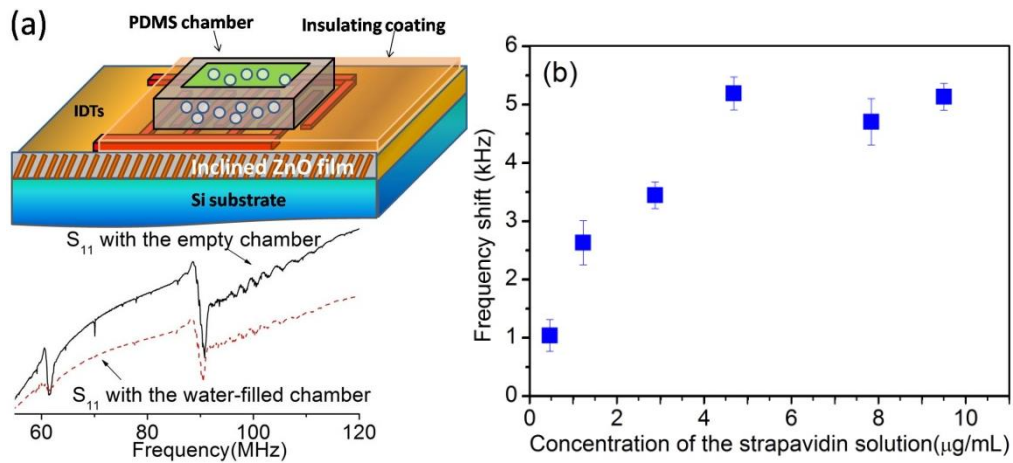 (a)
PDMS chamber
Insulating coating
IDTs
Inclined ZnO film
Si substrate
S11 with the empty chamber
S11 with the water-filled chamber
60 80 100 120
Frequency(MHz)
(b)
Frequency shift (kHz)
6
5
4
3
2
1
0
0 2 4 6 8 10
Concentration of the strapavidin solution(μg/mL)